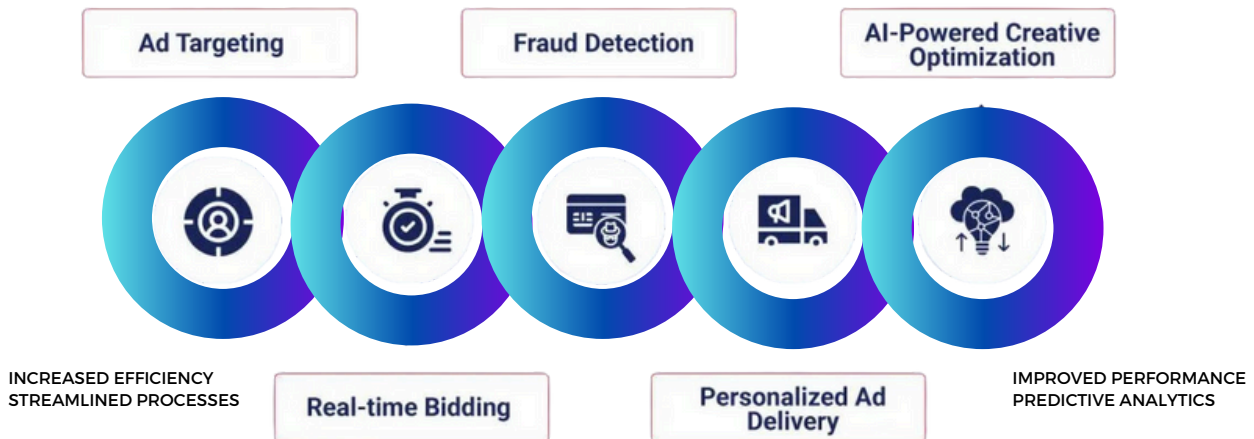 Ad Targeting
Fraud Detection
AI-Powered Creative
Optimization
INCREASED EFFICIENCY
STREAMLINED PROCESSES
Real-time Bidding
Personalized Ad
Delivery
IMPROVED PERFORMANCE
PREDICTIVE ANALYTICS